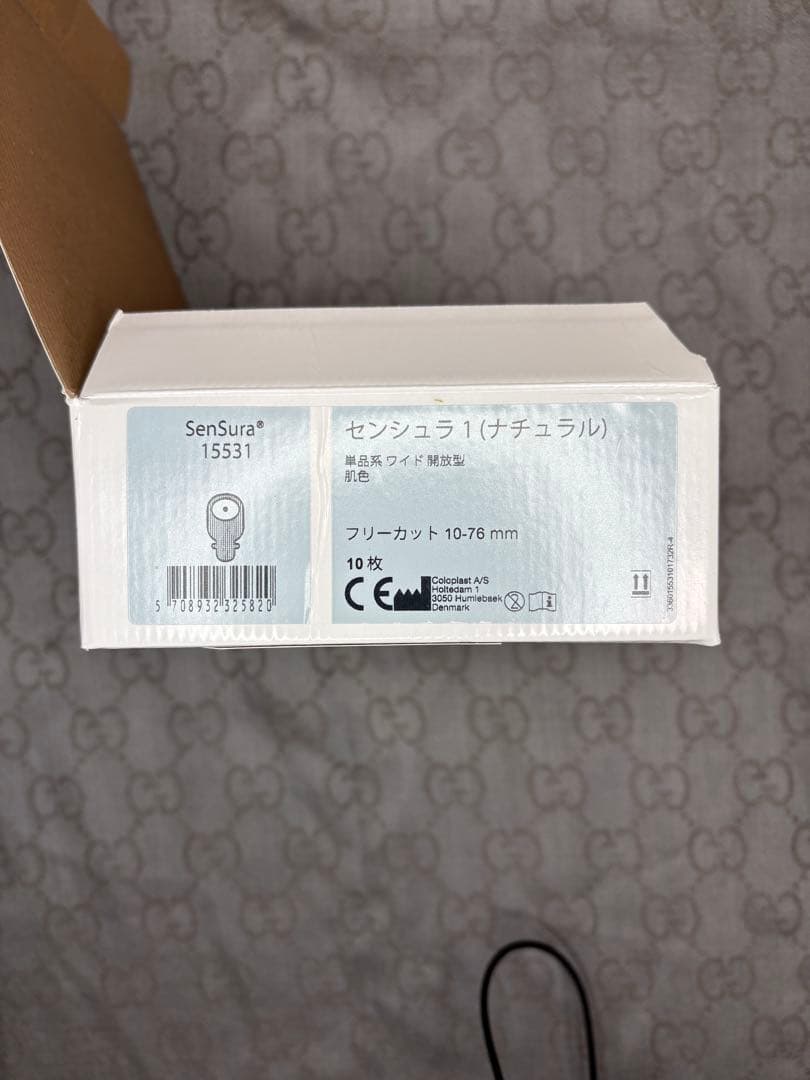 SenSura®
15531
5 708932 325820
センシュラ 1 (ナチュラル)
単品系 ワイド 開放型
肌色
フリーカット 10-76 mm
10 枚
CE
Coloplast A/S
Holtedam 1
3050 Humlebaek
Denmark